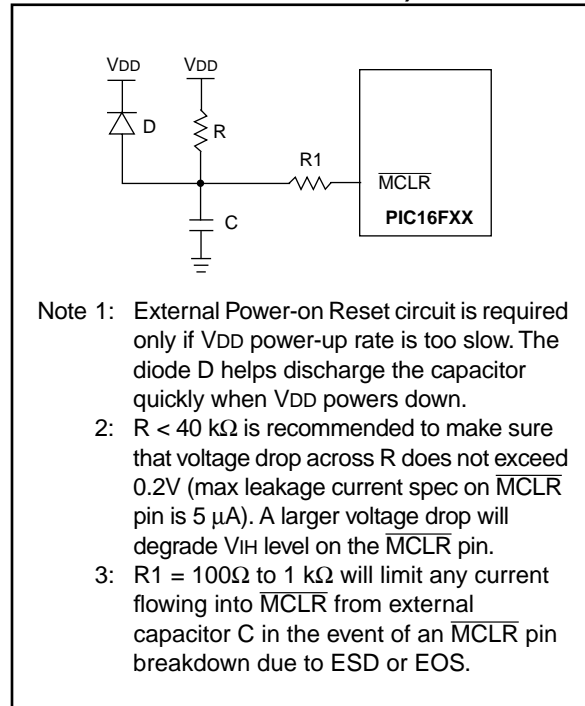 VDD VDD
D
R
R1
MCLR
C
PIC16FXX
Note 1: External Power-on Reset circuit is required
only if VDD power-up rate is too slow. The
diode D helps discharge the capacitor
quickly when VDD powers down.
2: R < 40 kΩ is recommended to make sure
that voltage drop across R does not exceed
0.2V (max leakage current spec on MCLR
pin is 5 μA). A larger voltage drop will
degrade VIH level on the MCLR pin.
3: R1 = 100Ω to 1 kΩ will limit any current
flowing into MCLR from external
capacitor C in the event of an MCLR pin
breakdown due to ESD or EOS.